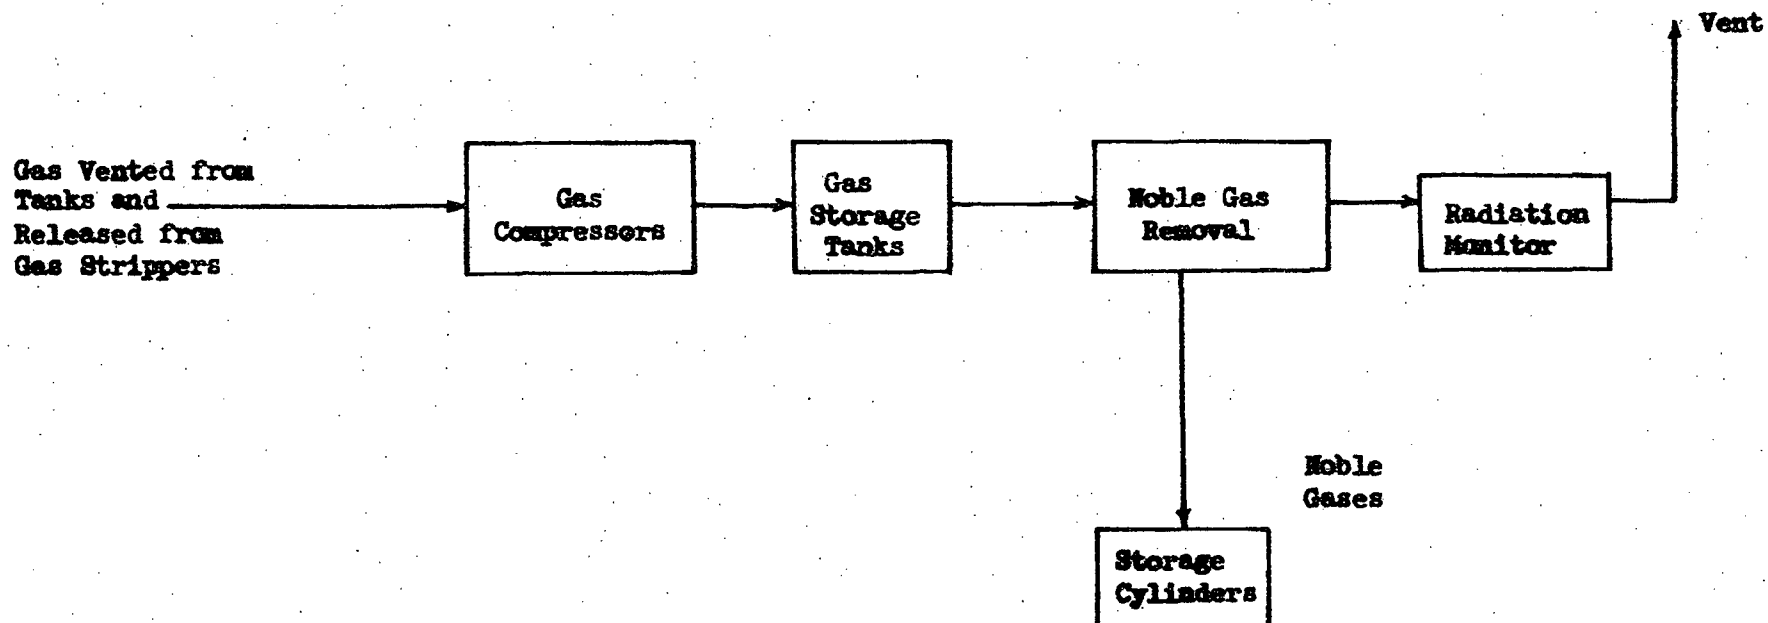 Vent
Gas Vented from
Tanks and
Released from
Gas Strippers
Gas
Compressors
Gas
Storage
Tanks
Noble Gas
Removal
Radiation
Monitor
Noble
Gases
Storage
Cylinders